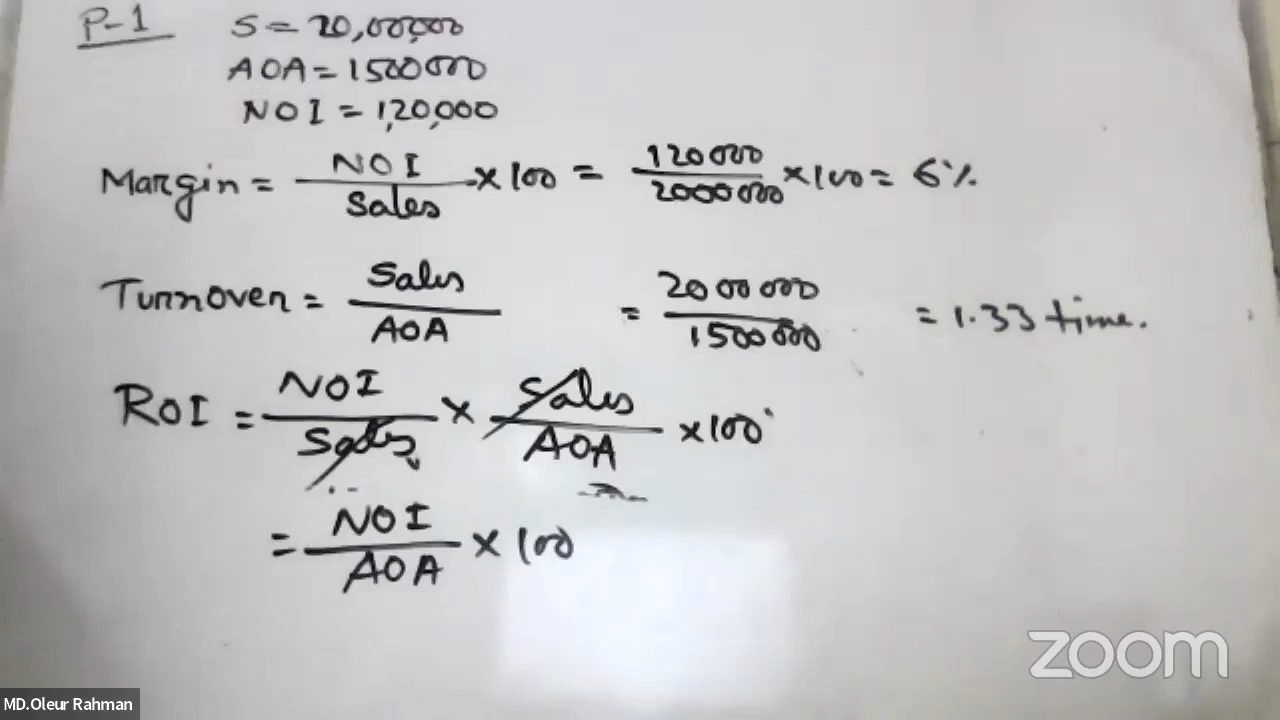 P-1 S = 20,00,000
AOA = 1500000
NOI = 1,20,000
Margin = NOI / Sales × 100 = 120000 / 2000000 × 100 = 6%
Turnover = Sales / AOA = 2000000 / 1500000 = 1.33 time.
ROI = NOI / Sales × Sales / AOA × 100
= NOI / AOA × 100
zoom
MD.Oleur Rahman